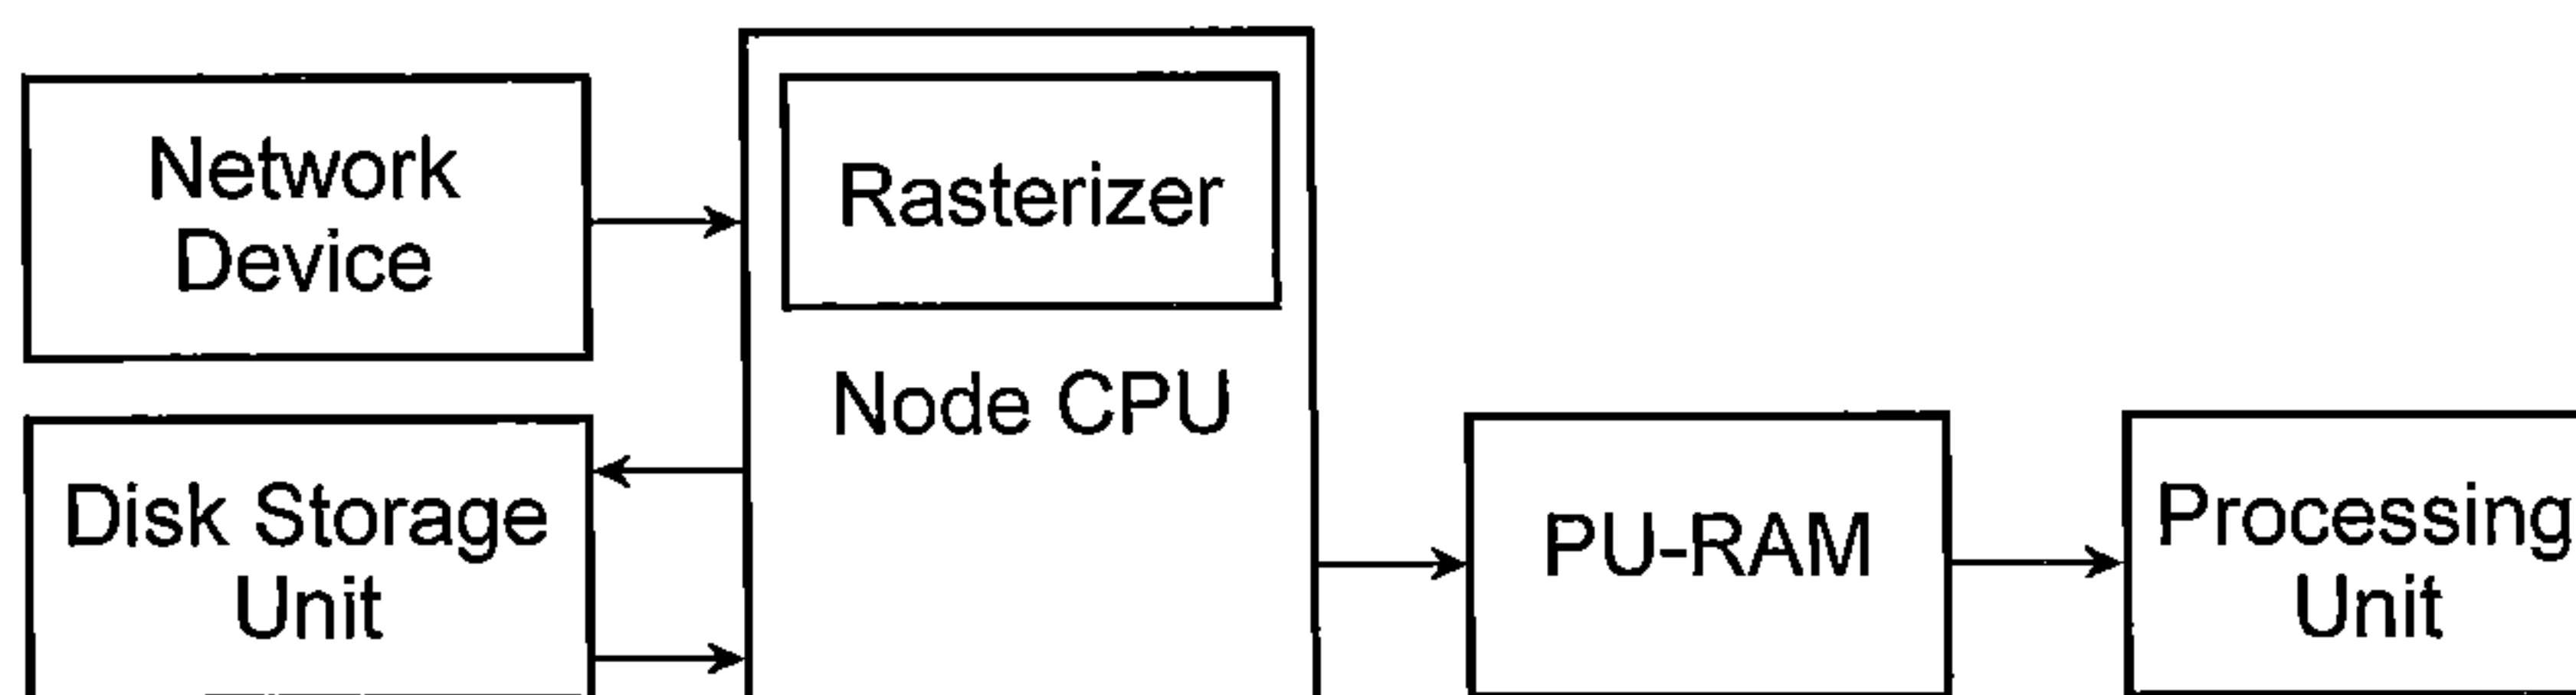 Network
Device
Rasterizer
Node CPU
Disk Storage
Unit
PU-RAM
Processing
Unit